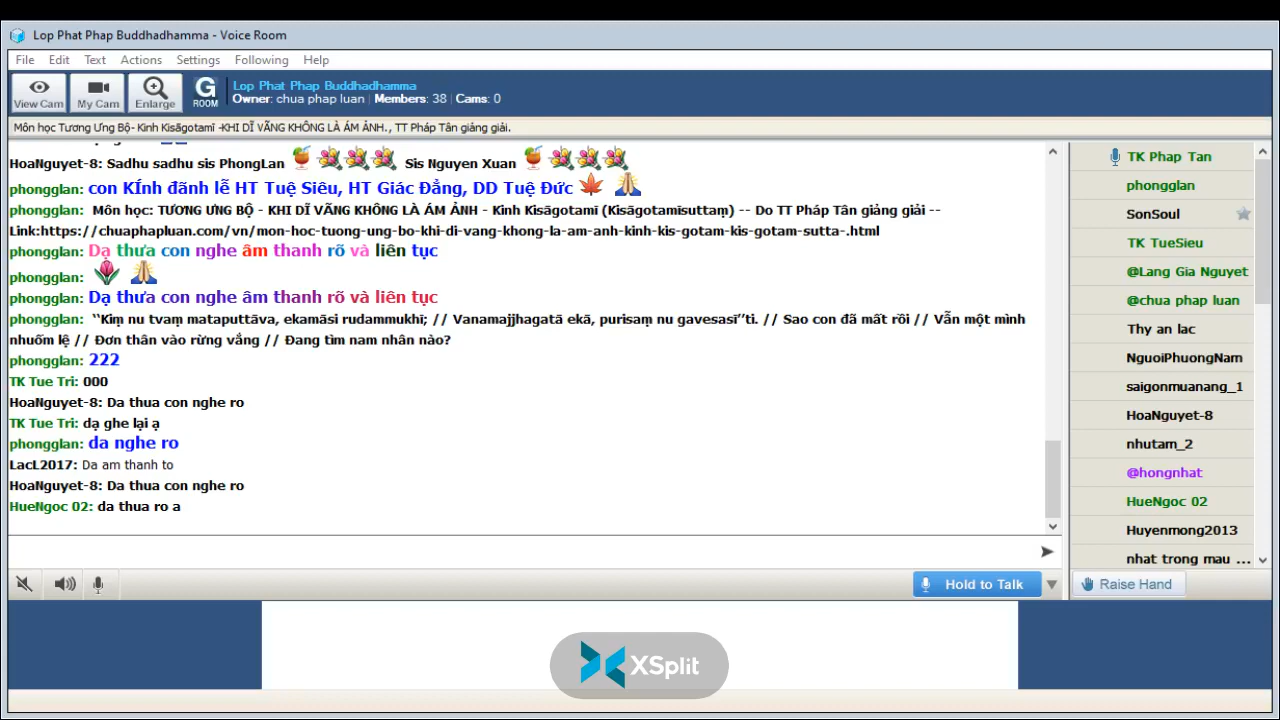 Lop Phat Phap Buddhadhamma - Voice Room
File Edit Text Actions Settings Following Help
View Cam My Cam Enlarge G ROOM
Lop Phat Phap Buddhadhamma
Owner: chua phap luan | Members: 38 | Cams: 0
Môn học Tương Ưng Bộ- Kinh Kisāgotamī -KHI DĨ VÃNG KHÔNG LÀ ÁM ẢNH., TT Pháp Tân giảng giải.
HoaNguyet-8: Sadhu sadhu sis PhongLan Sis Nguyen Xuan
phongglan: con KÍnh đãnh lễ HT Tuệ Siêu, HT Giác Đẳng, DD Tuệ Đức
phongglan: Môn học: TƯƠNG ƯNG BỘ - KHI DĨ VÃNG KHÔNG LÀ ÁM ẢNH - Kinh Kisāgotamī (Kisāgotamīsuttaṃ) -- Do TT Pháp Tân giảng giải --
Link:https://chuaphapluan.com/vn/mon-hoc-tuong-ung-bo-khi-di-vang-khong-la-am-anh-kinh-kis-gotam-kis-gotam-sutta-.html
phongglan: Dạ thưa con nghe âm thanh rõ và liên tục
phongglan:
phongglan: Dạ thưa con nghe âm thanh rõ và liên tục
phongglan: ‘‘Kiṃ nu tvaṃ mataputtāva, ekamāsi rudammukhī; // Vanamajjhagatā ekā, purisaṃ nu gavesasī’’ti. // Sao con đã mất rồi // Vẫn một mình
nhuốm lệ // Đơn thân vào rừng vắng // Đang tìm nam nhân nào?
phongglan: 222
TK Tue Tri: 000
HoaNguyet-8: Da thua con nghe ro
TK Tue Tri: dạ ghe lại ạ
phongglan: da nghe ro
LacL2017: Da am thanh to
HoaNguyet-8: Da thua con nghe ro
HueNgoc 02: da thua ro a
TK Phap Tan
phongglan
SonSoul
TK TueSieu
@Lang Gia Nguyet
@chua phap luan
Thy an lac
NguoiPhuongNam
saigonmuanang_1
HoaNguyet-8
nhutam_2
@hongnhat
HueNgoc 02
Huyenmong2013
nhat trong mau ...
Hold to Talk
Raise Hand
XSplit